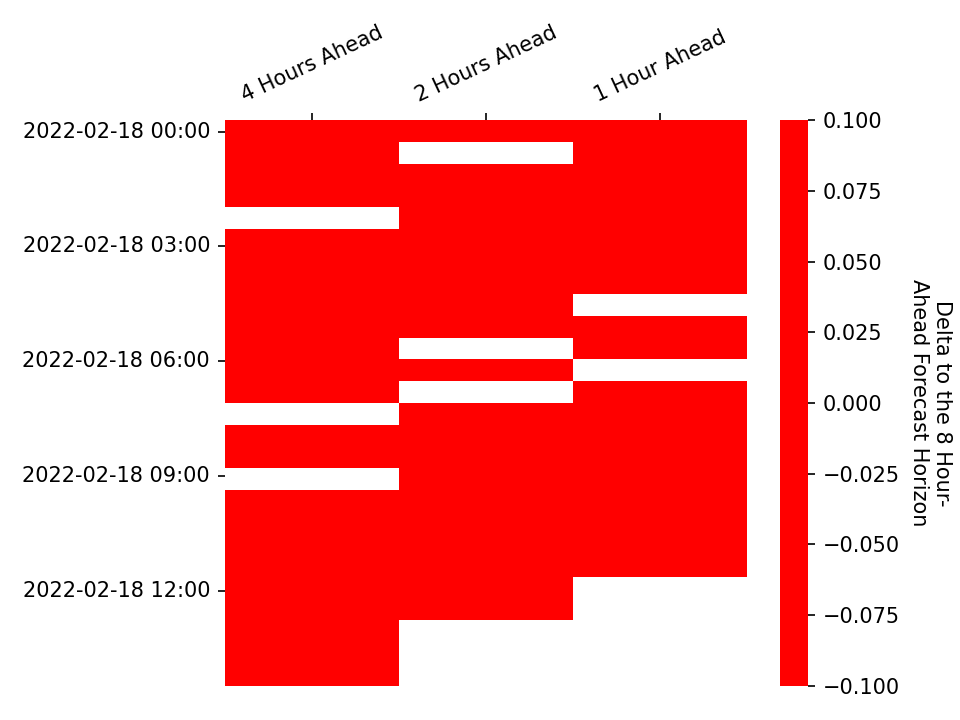 4 Hours Ahead
2 Hours Ahead
1 Hour Ahead
2022-02-18 00:00
2022-02-18 03:00
2022-02-18 06:00
2022-02-18 09:00
2022-02-18 12:00
0.100
0.075
0.050
0.025
0.000
−0.025
−0.050
−0.075
−0.100
Delta to the 8 Hour-
Ahead Forecast Horizon